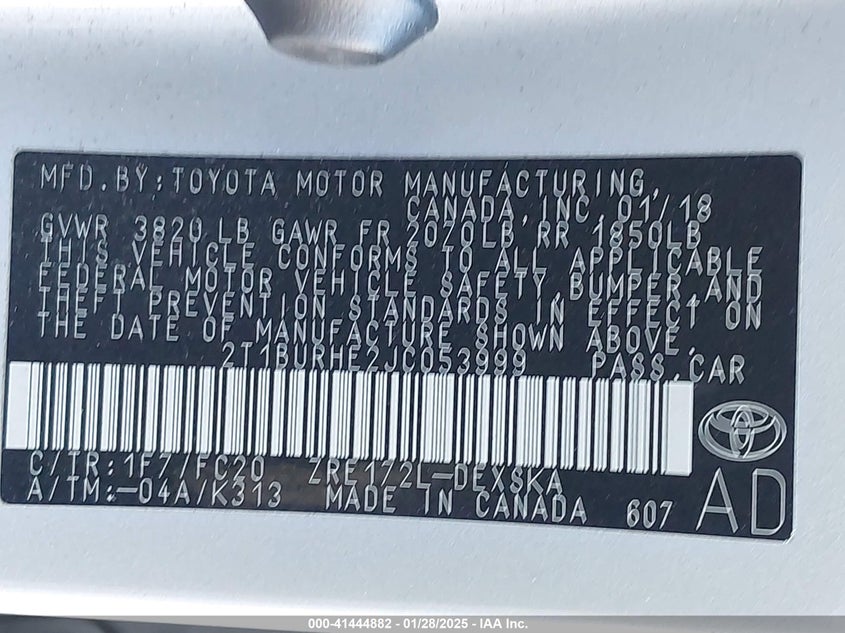 MFD.BY:TOYOTA MOTOR MANUFACTURING,
CANADA,INC.01/18
GVWR 3820LB GAWR FR 2070LB RR 1850LB
THIS VEHICLE CONFORMS TO ALL APPLICABLE
FEDERAL MOTOR VEHICLE SAFETY,BUMPER,AND
THEFT PREVENTION STANDARDS IN EFFECT ON
THE DATE OF MANUFACTURE SHOWN ABOVE.
2T1BURHE2JC053999 PASS.CAR
C/TR:1F7/FC20 ZRE172L-DEXSKA
A/TM:-04A/K313 MADE IN CANADA 607 AD
000-41444882 - 01/28/2025 - IAA Inc.